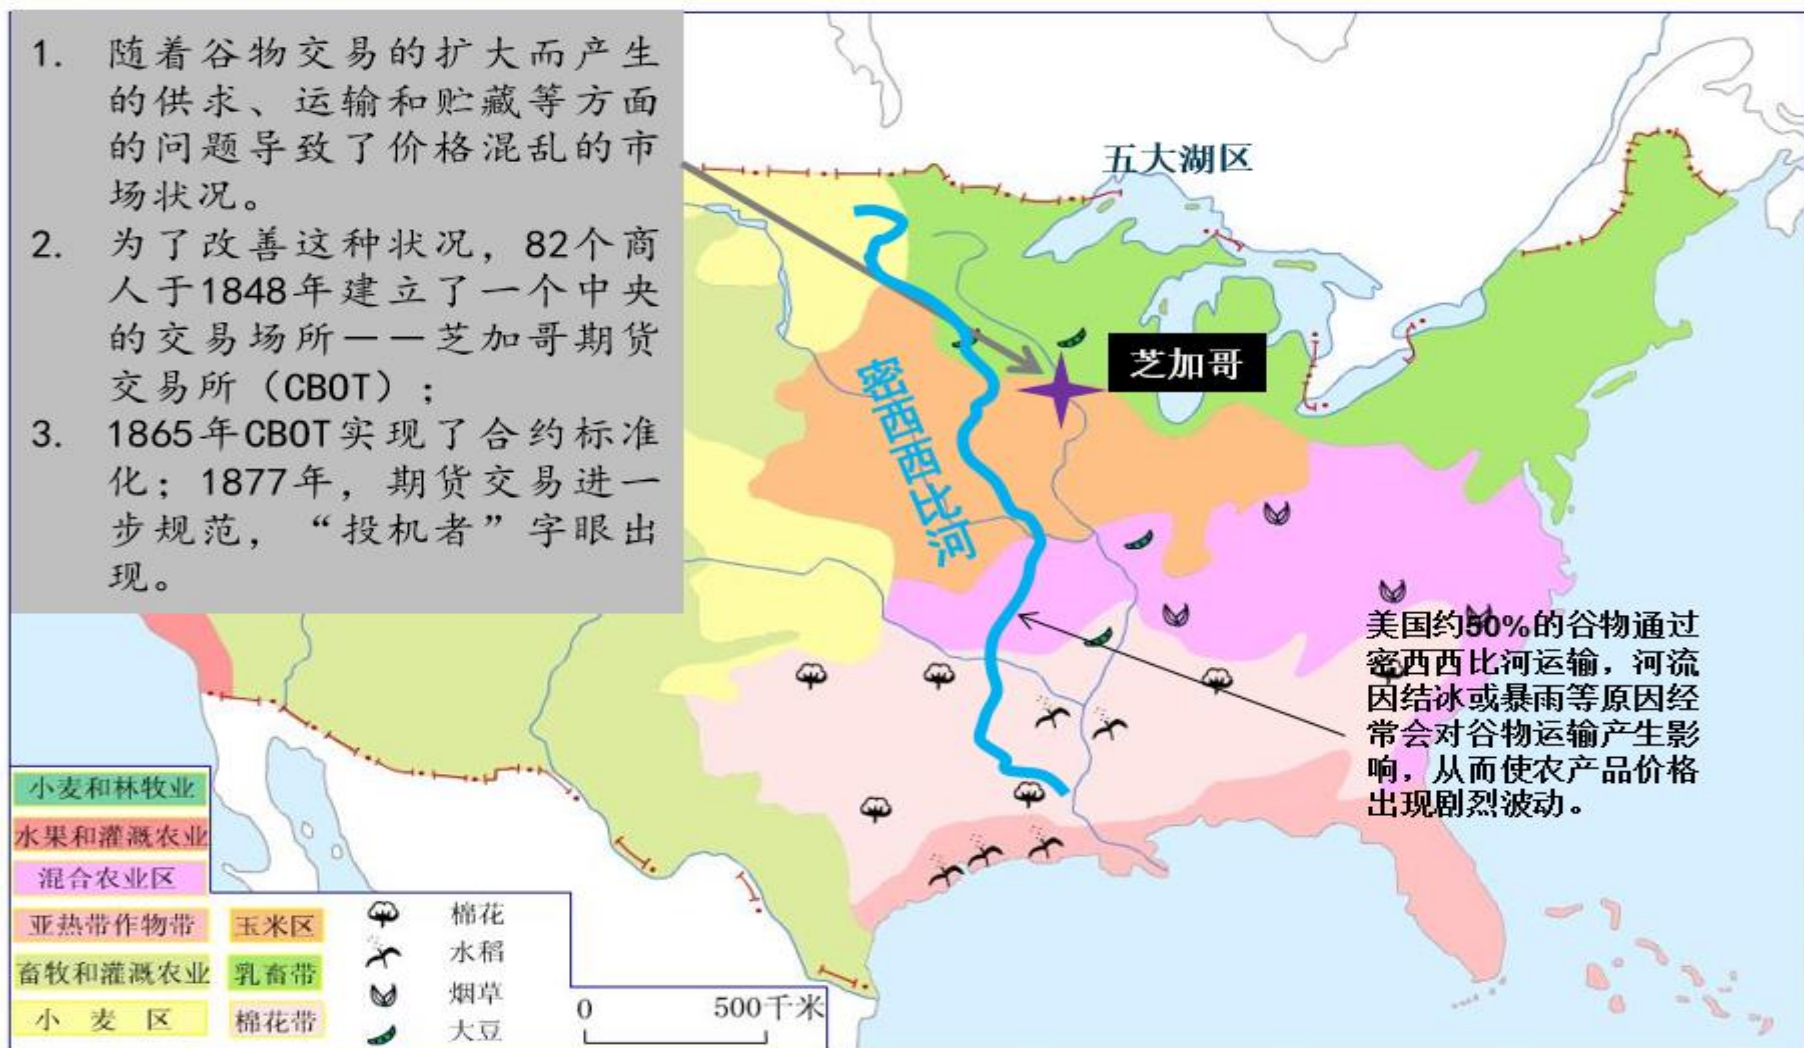 1. 随着谷物交易的扩大而产生
的供求、运输和贮藏等方面
的问题导致了价格混乱的市
场状况。
2. 为了改善这种状况，82个商
人于1848年建立了一个中央
的交易场所——芝加哥期货
交易所（CBOT）；
3. 1865年CBOT实现了合约标准
化；1877年，期货交易进一
步规范，“投机者”字眼出
现。
五大湖区
芝加哥
密西西比河
美国约50%的谷物通过
密西西比河运输，河流
因结冰或暴雨等原因经
常会对谷物运输产生影
响，从而使农产品价格
出现剧烈波动。
小麦和林牧业
水果和灌溉农业
混合农业区
亚热带作物带
畜牧和灌溉农业
小麦区
玉米区
乳畜带
棉花带
棉花
水稻
烟草
大豆
0 500千米